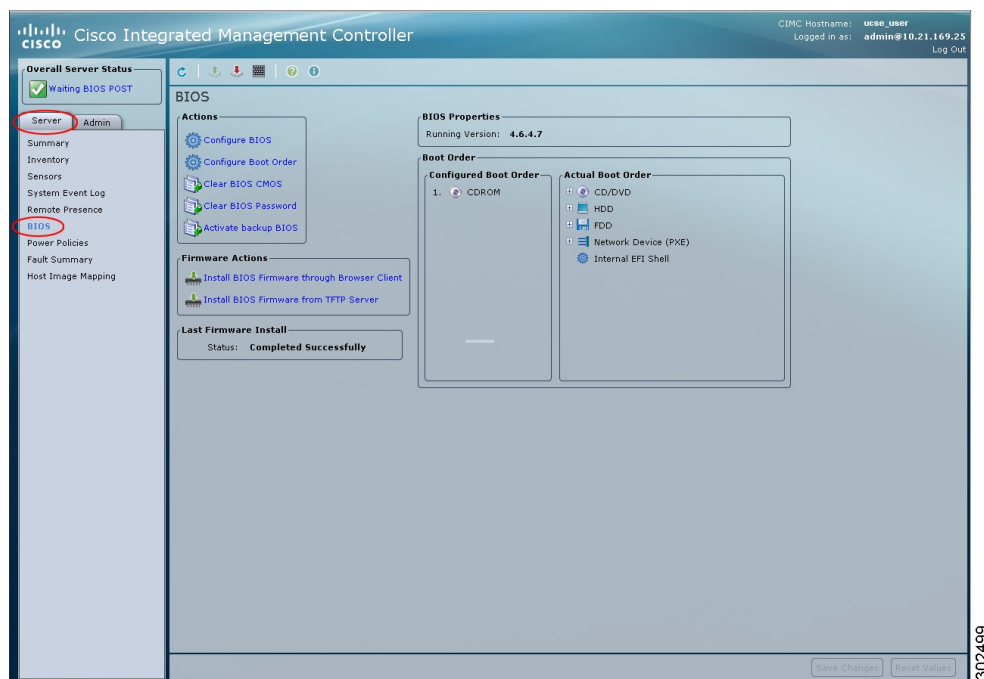 CISCO
Cisco Integrated Management Controller
CIMC Hostname: ucse_user
Logged in as: admin@10.21.169.25
Log Out
Overall Server Status
Waiting BIOS POST
Server Admin
Summary
Inventory
Sensors
System Event Log
Remote Presence
BIOS
Power Policies
Fault Summary
Host Image Mapping
BIOS
Actions
Configure BIOS
Configure Boot Order
Clear BIOS CMOS
Clear BIOS Password
Activate backup BIOS
Firmware Actions
Install BIOS Firmware through Browser Client
Install BIOS Firmware from TFTP Server
Last Firmware Install
Status: Completed Successfully
BIOS Properties
Running Version: 4.6.4.7
Boot Order
Configured Boot Order
1. CDROM
Actual Boot Order
CD/DVD
HDD
FDD
Network Device (PXE)
Internal EFI Shell
Save Changes Reset Values
302499